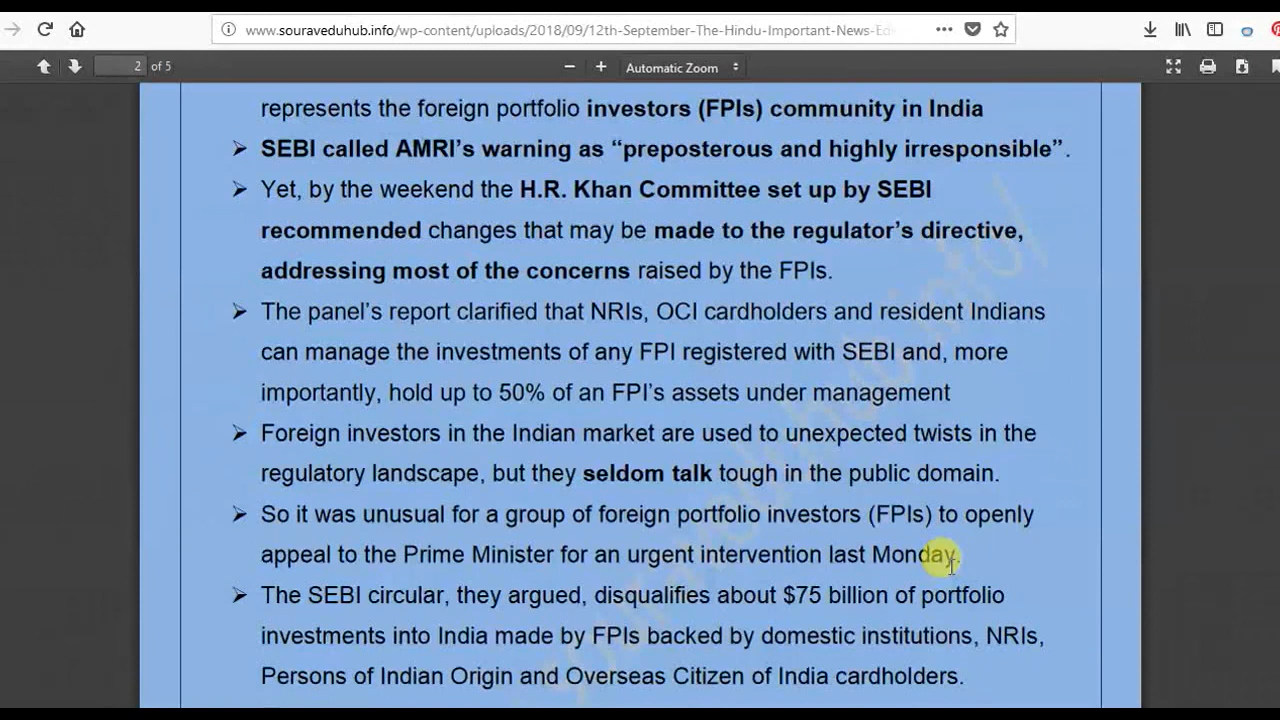 www.souraveduhub.info/wp-content/uploads/2018/09/12th-September-The-Hindu-Important-News-Ed
2 of 5
Automatic Zoom
represents the foreign portfolio investors (FPIs) community in India
➢ SEBI called AMRI’s warning as “preposterous and highly irresponsible”.
➢ Yet, by the weekend the H.R. Khan Committee set up by SEBI
recommended changes that may be made to the regulator’s directive,
addressing most of the concerns raised by the FPIs.
➢ The panel’s report clarified that NRIs, OCI cardholders and resident Indians
can manage the investments of any FPI registered with SEBI and, more
importantly, hold up to 50% of an FPI’s assets under management
➢ Foreign investors in the Indian market are used to unexpected twists in the
regulatory landscape, but they seldom talk tough in the public domain.
➢ So it was unusual for a group of foreign portfolio investors (FPIs) to openly
appeal to the Prime Minister for an urgent intervention last Monday.
➢ The SEBI circular, they argued, disqualifies about $75 billion of portfolio
investments into India made by FPIs backed by domestic institutions, NRIs,
Persons of Indian Origin and Overseas Citizen of India cardholders.